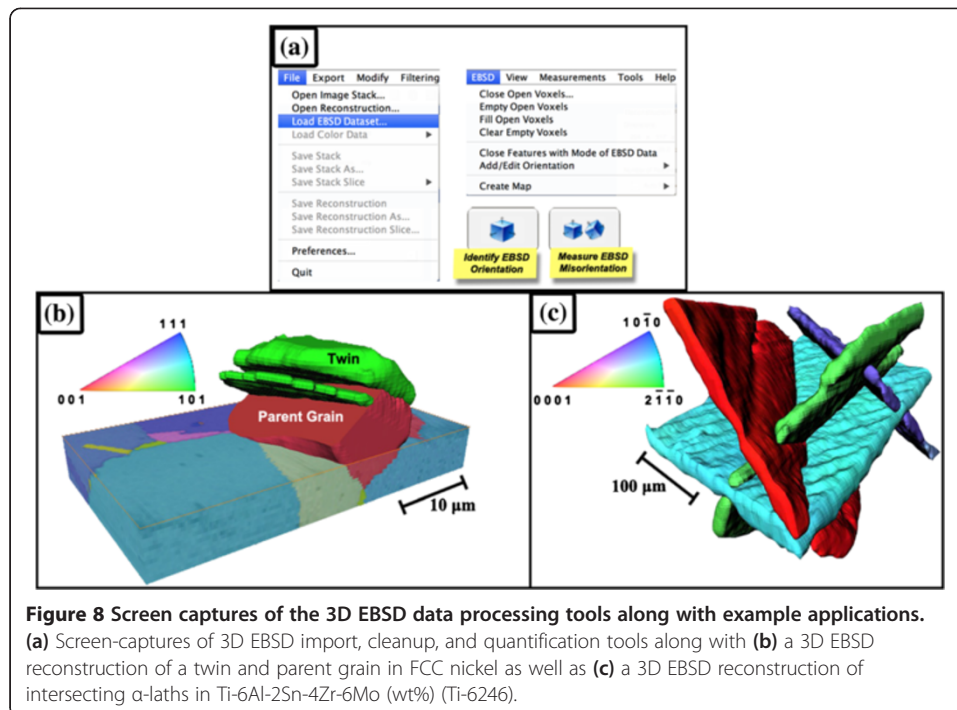 (a)
File Export Modify Filtering
Open Image Stack...
Open Reconstruction...
Load EBSD Dataset...
Load Color Data
Save Stack
Save Stack As...
Save Stack Slice
Save Reconstruction
Save Reconstruction As...
Save Reconstruction Slice...
Preferences...
Quit
EBSD View Measurements Tools Help
Close Open Voxels...
Empty Open Voxels
Fill Open Voxels
Clear Empty Voxels
Close Features with Mode of EBSD Data
Add/Edit Orientation
Create Map
Identify EBSD
Orientation
Measure EBSD
Misorientation
(b)
111
001
101
Twin
Parent Grain
10 μm
(c)
101̅0
0001
21̅1̅0
100 μm
Figure 8 Screen captures of the 3D EBSD data processing tools along with example applications.
(a) Screen-captures of 3D EBSD import, cleanup, and quantification tools along with (b) a 3D EBSD
reconstruction of a twin and parent grain in FCC nickel as well as (c) a 3D EBSD reconstruction of
intersecting α-laths in Ti-6Al-2Sn-4Zr-6Mo (wt%) (Ti-6246).